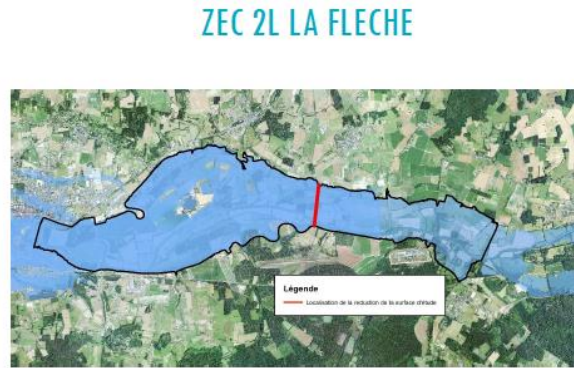 ZEC 2L LA FLECHE
Légende
Localisation de la reduction de la surface d'étude